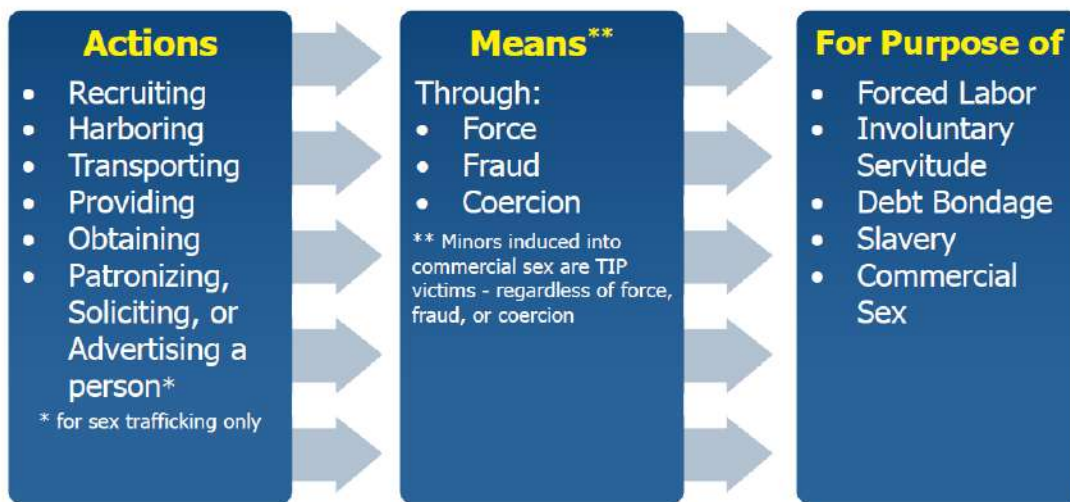 Actions
• Recruiting
• Harboring
• Transporting
• Providing
• Obtaining
• Patronizing,
Soliciting, or
Advertising a
person*
* for sex trafficking only
Means**
Through:
• Force
• Fraud
• Coercion
** Minors induced into
commercial sex are TIP
victims - regardless of force,
fraud, or coercion
For Purpose of
• Forced Labor
• Involuntary
Servitude
• Debt Bondage
• Slavery
• Commercial
Sex